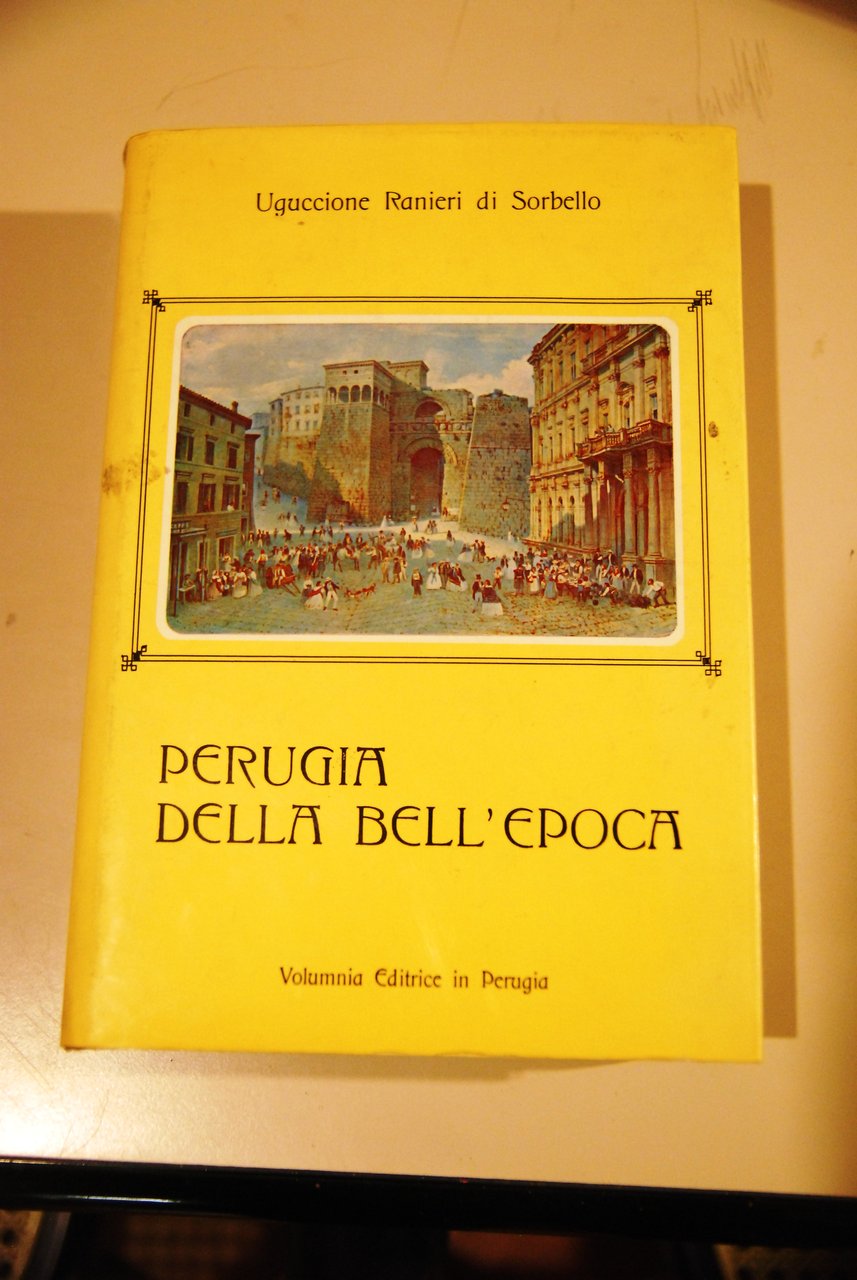 Uguccione Ranieri di Sorbello
PERUGIA
DELLA BELL'EPOCA
Volumnia Editrice in Perugia